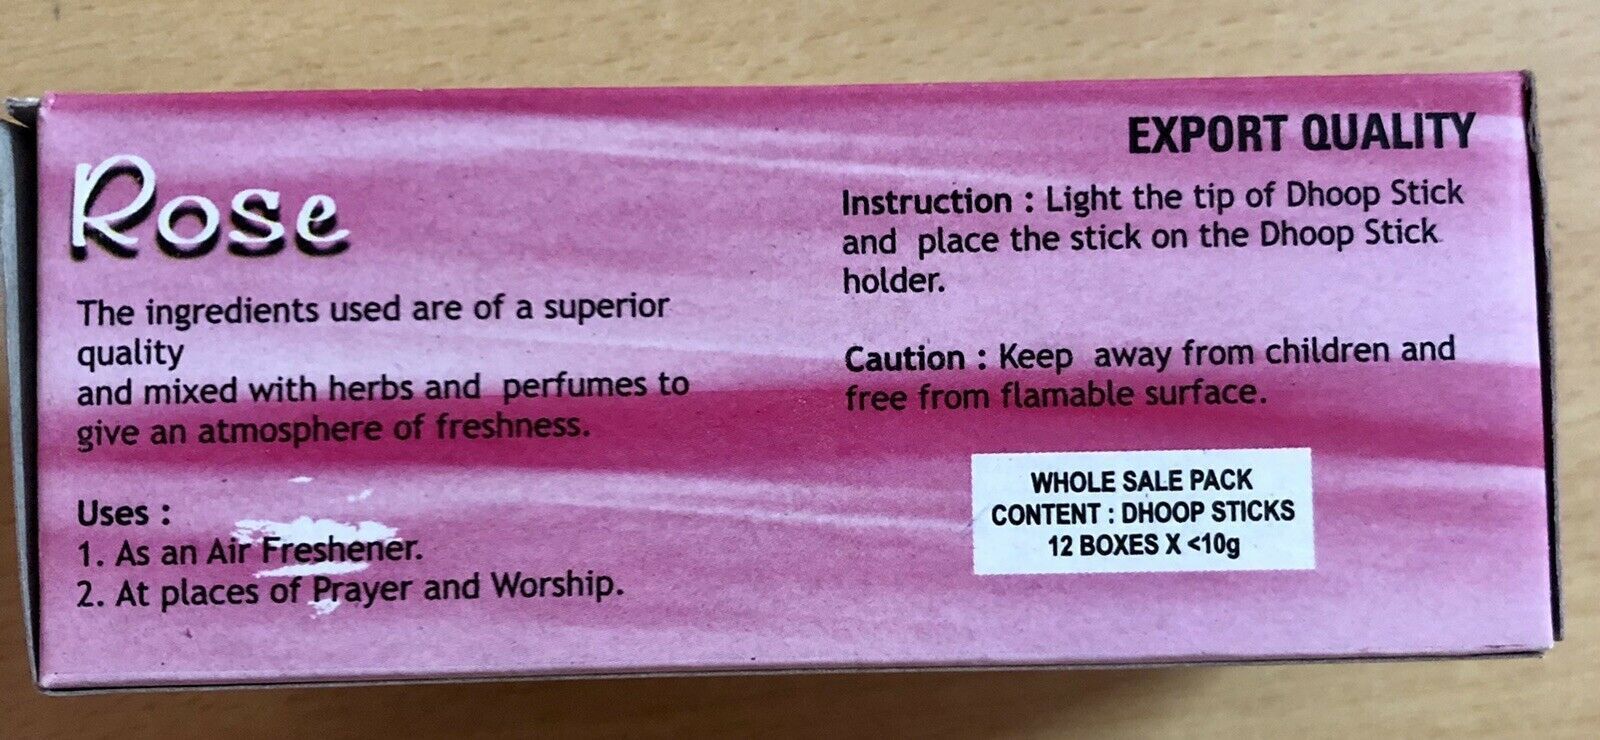 Rose
The ingredients used are of a superior
quality
and mixed with herbs and perfumes to
give an atmosphere of freshness.
Uses :
1. As an Air Freshener.
2. At places of Prayer and Worship.
EXPORT QUALITY
Instruction : Light the tip of Dhoop Stick
and place the stick on the Dhoop Stick
holder.
Caution : Keep away from children and
free from flamable surface.
WHOLE SALE PACK
CONTENT : DHOOP STICKS
12 BOXES X <10g